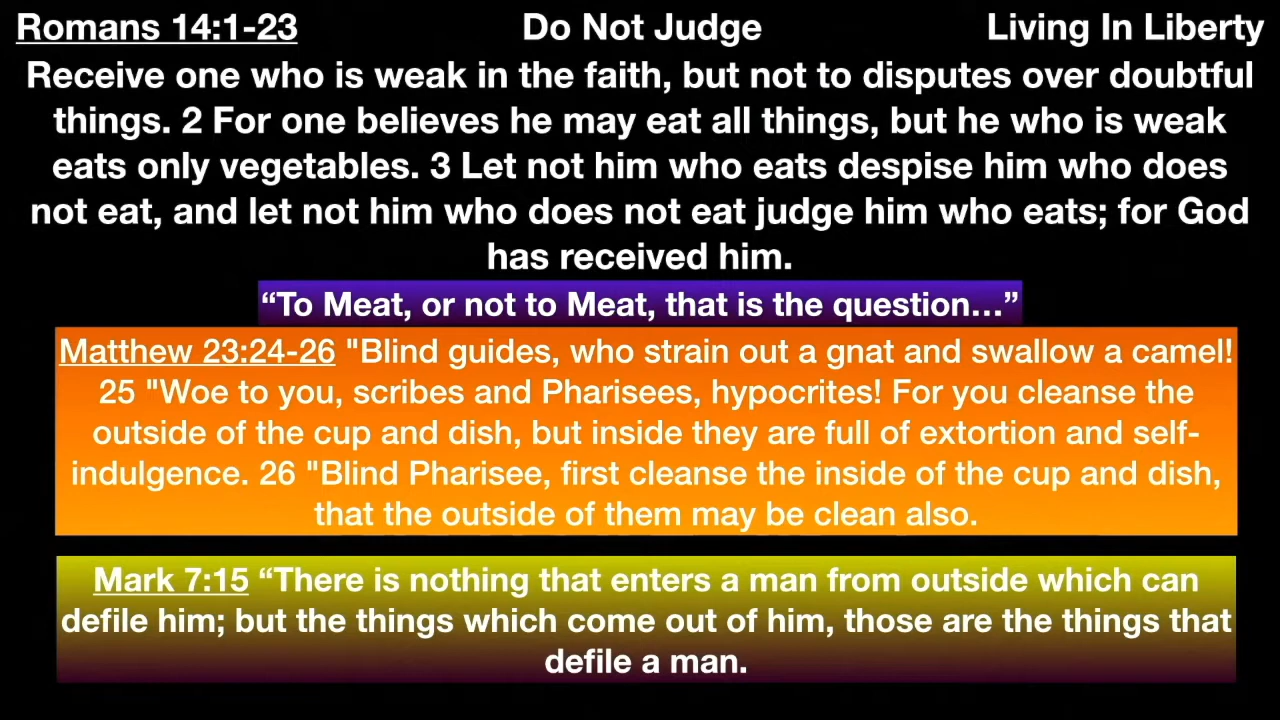 Romans 14:1-23 Do Not Judge Living In Liberty
Receive one who is weak in the faith, but not to disputes over doubtful
things. 2 For one believes he may eat all things, but he who is weak
eats only vegetables. 3 Let not him who eats despise him who does
not eat, and let not him who does not eat judge him who eats; for God
has received him.
“To Meat, or not to Meat, that is the question…”
Matthew 23:24-26 "Blind guides, who strain out a gnat and swallow a camel!
25 "Woe to you, scribes and Pharisees, hypocrites! For you cleanse the
outside of the cup and dish, but inside they are full of extortion and self-
indulgence. 26 "Blind Pharisee, first cleanse the inside of the cup and dish,
that the outside of them may be clean also.
Mark 7:15 “There is nothing that enters a man from outside which can
defile him; but the things which come out of him, those are the things that
defile a man.